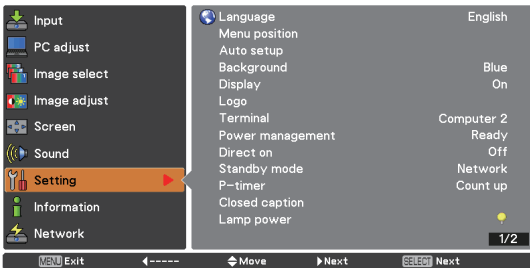 Input
PC adjust
Image select
Image adjust
Screen
Sound
Setting
Information
Network
Language English
Menu position
Auto setup
Background Blue
Display On
Logo
Terminal Computer 2
Power management Ready
Direct on Off
Standby mode Network
P-timer Count up
Closed caption
Lamp power
1/2
MENU Exit ----- Move Next SELECT Next